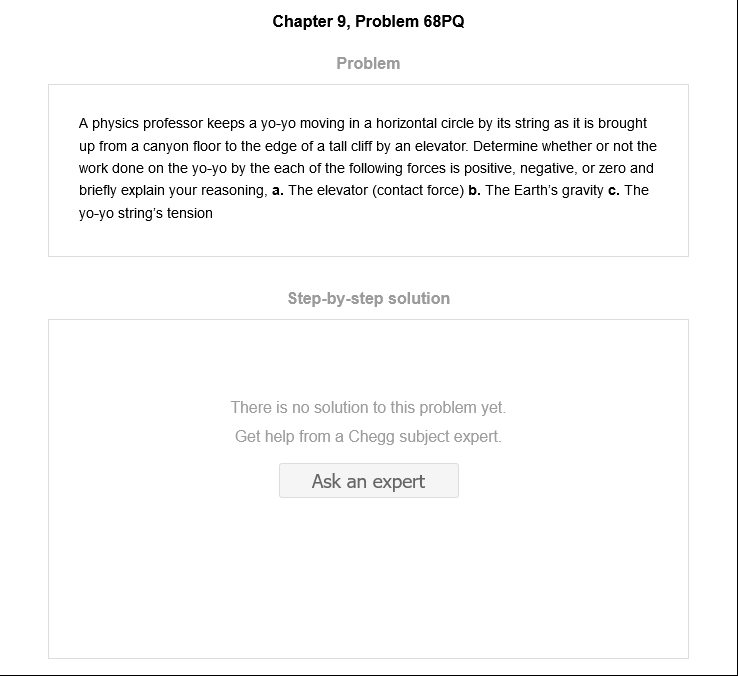 Chapter 9, Problem 68PQ
Problem
A physics professor keeps a yo-yo moving in a horizontal circle by its string as it is brought
up from a canyon floor to the edge of a tall cliff by an elevator. Determine whether or not the
work done on the yo-yo by the each of the following forces is positive, negative, or zero and
briefly explain your reasoning, a. The elevator (contact force) b. The Earth's gravity c. The
yo-yo string's tension
Step-by-step solution
There is no solution to this problem yet.
Get help from a Chegg subject expert.
Ask an expert